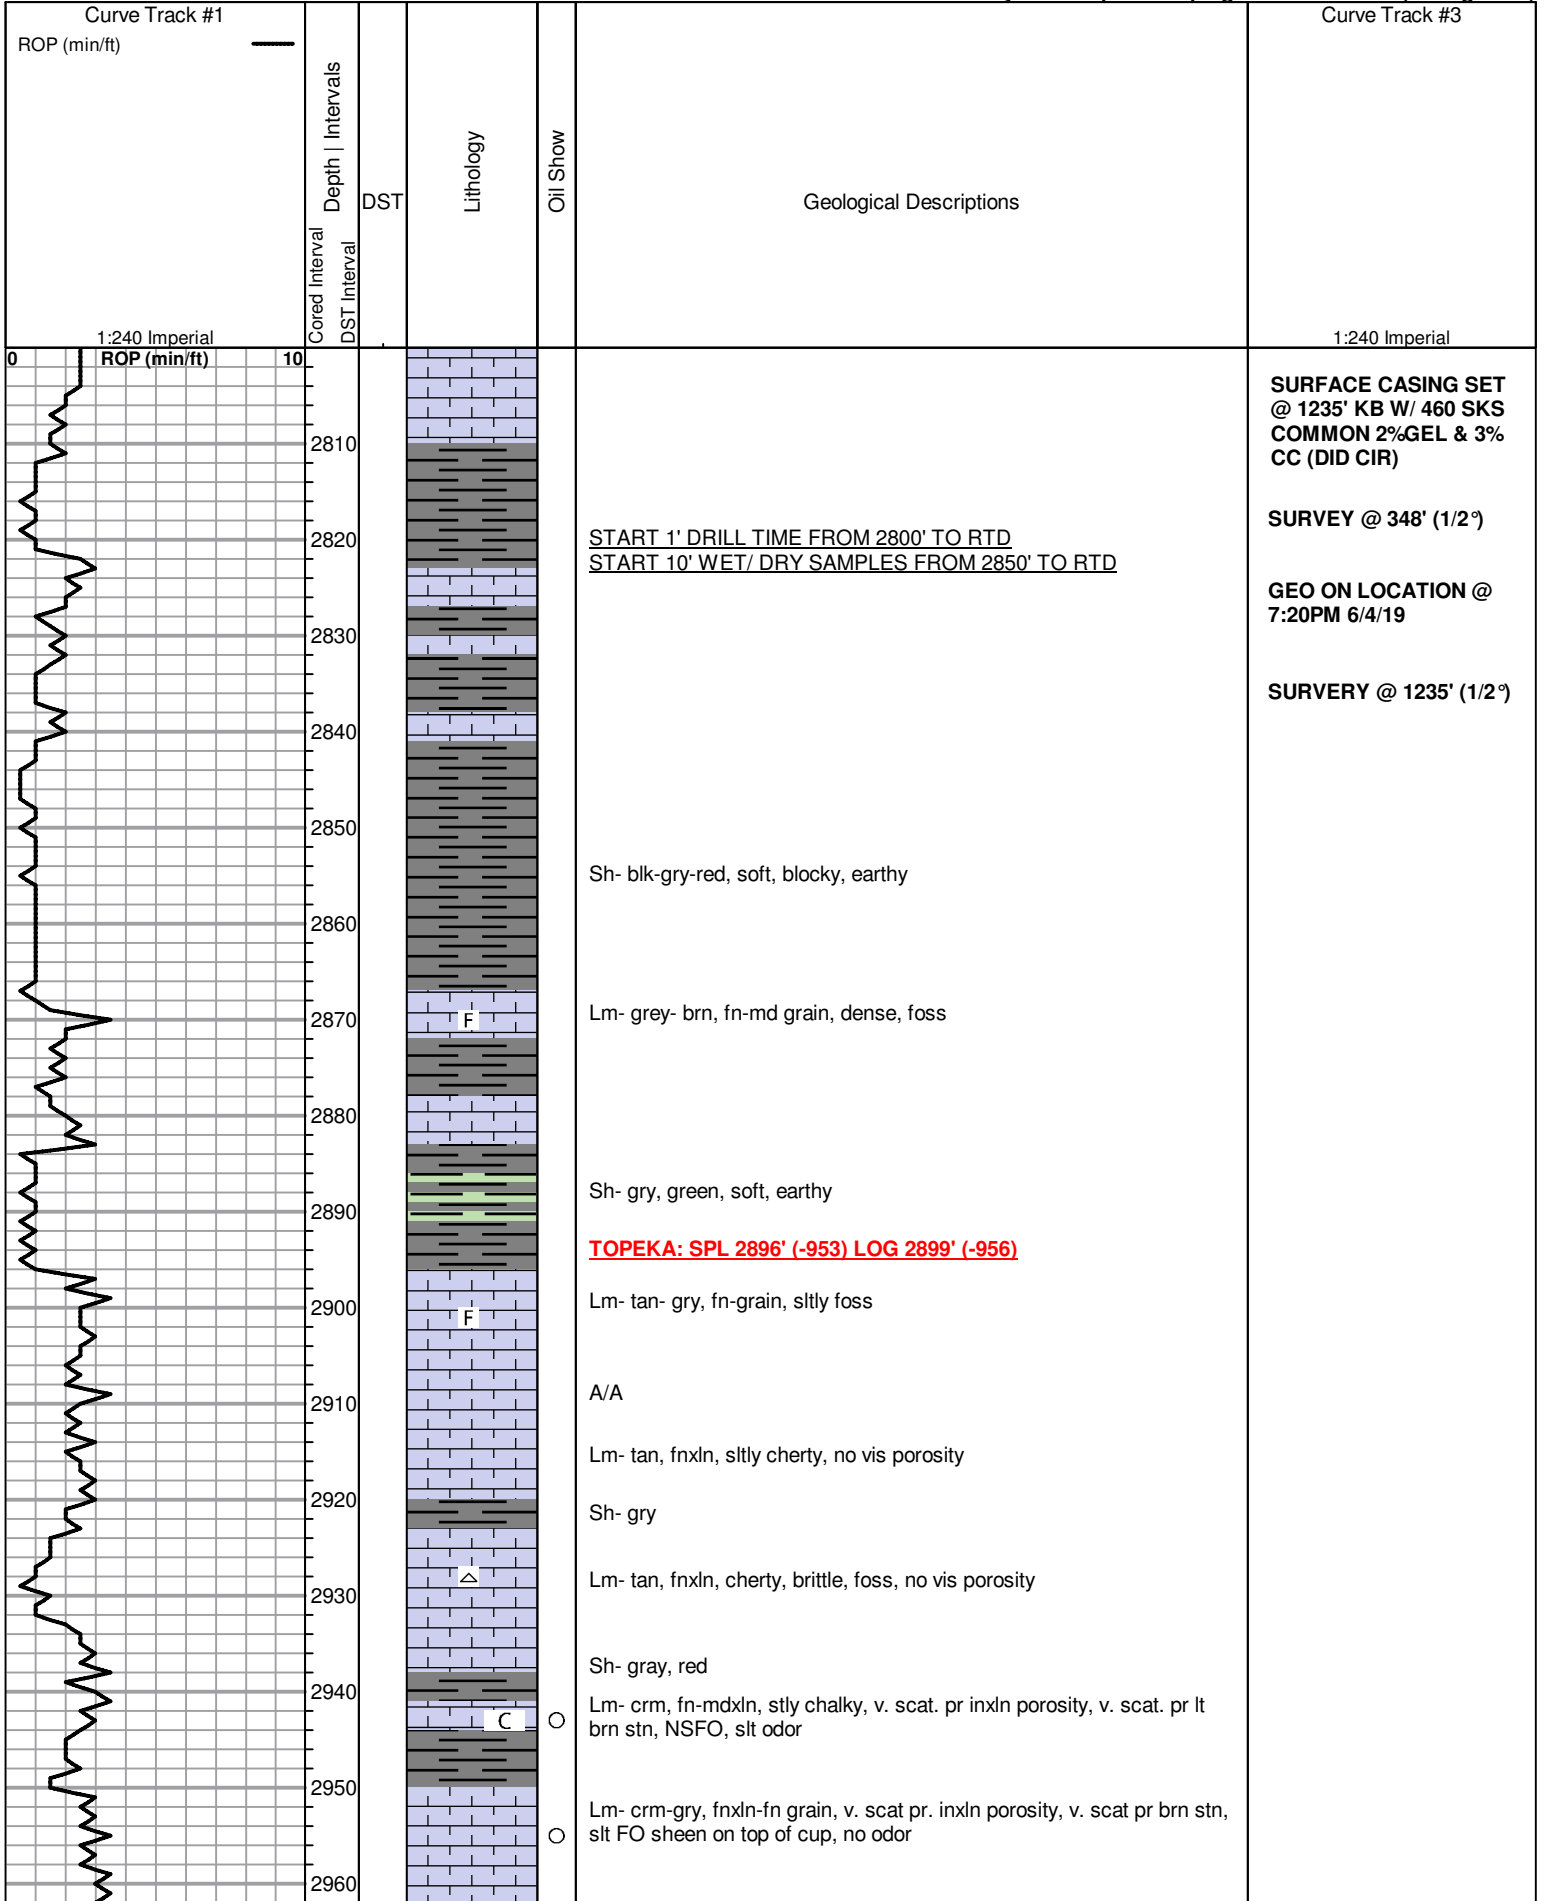 Curve Track #1
ROP (min/ft)
Depth | Intervals
Cored Interval
DST Interval
DST
Lithology
Oil Show
Geological Descriptions
Curve Track #3
1:240 Imperial
1:240 Imperial
0 ROP (min/ft) 10
SURFACE CASING SET
@ 1235' KB W/ 460 SKS
COMMON 2%GEL & 3%
CC (DID CIR)
2810
SURVEY @ 348' (1/2°)
2820
START 1' DRILL TIME FROM 2800' TO RTD
START 10' WET/ DRY SAMPLES FROM 2850' TO RTD
GEO ON LOCATION @
7:20PM 6/4/19
2830
SURVERY @ 1235' (1/2°)
2840
2850
Sh- blk-gry-red, soft, blocky, earthy
2860
2870
F
Lm- grey- brn, fn-md grain, dense, foss
2880
Sh- gry, green, soft, earthy
2890
TOPEKA: SPL 2896' (-953) LOG 2899' (-956)
Lm- tan- gry, fn-grain, sltly foss
2900
F
A/A
2910
Lm- tan, fnxln, sltly cherty, no vis porosity
2920
Sh- gry
Lm- tan, fnxln, cherty, brittle, foss, no vis porosity
2930
Sh- gray, red
2940
Lm- crm, fn-mdxln, stly chalky, v. scat. pr inxln porosity, v. scat. pr lt
brn stn, NSFO, slt odor
C
2950
Lm- crm-gry, fnxln-fn grain, v. scat pr. inxln porosity, v. scat pr brn stn,
slt FO sheen on top of cup, no odor
2960